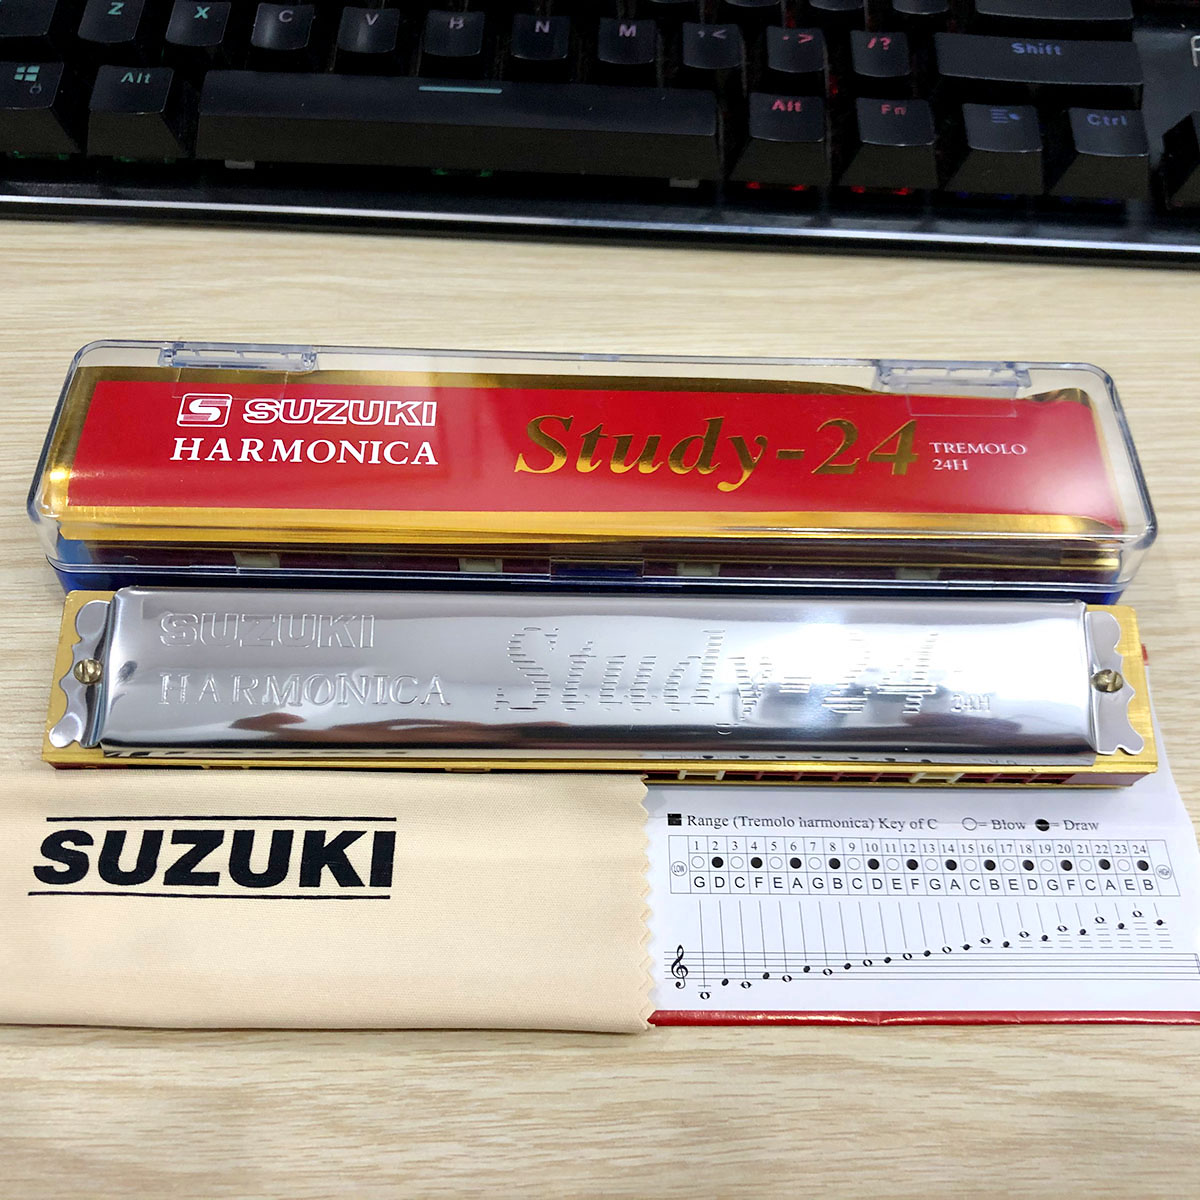 Z X C V B N M < > /?
Alt Shift
Alt Fn Ctrl
S SUZUKI
HARMONICA
Study-24
TREMOLO
24H
SUZUKI
HARMONICA
Study-24
24H
SUZUKI
Range (Tremolo harmonica) Key of C ○= Blow ●= Draw
1 2 3 4 5 6 7 8 9 10 11 12 13 14 15 16 17 18 19 20 21 22 23 24
LOW HIGH
G D C F E A G B C D E F G A C B E D G F C A E B